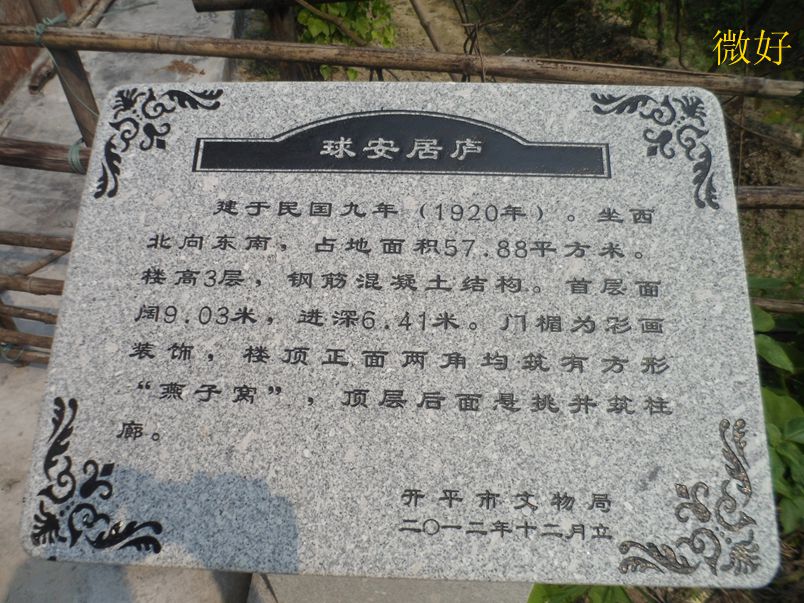 微好
球安居庐
建于民国九年（1920年）。坐西
北向东南，占地面积57.88平方米。
楼高3层，钢筋混凝土结构。首层面
阔9.03米，进深6.41米。门楣为彩画
装饰，楼顶正面两角均筑有方形
“燕子窝”，顶层后面悬挑并筑柱
廊。
开平市文物局
二〇一二年十二月立